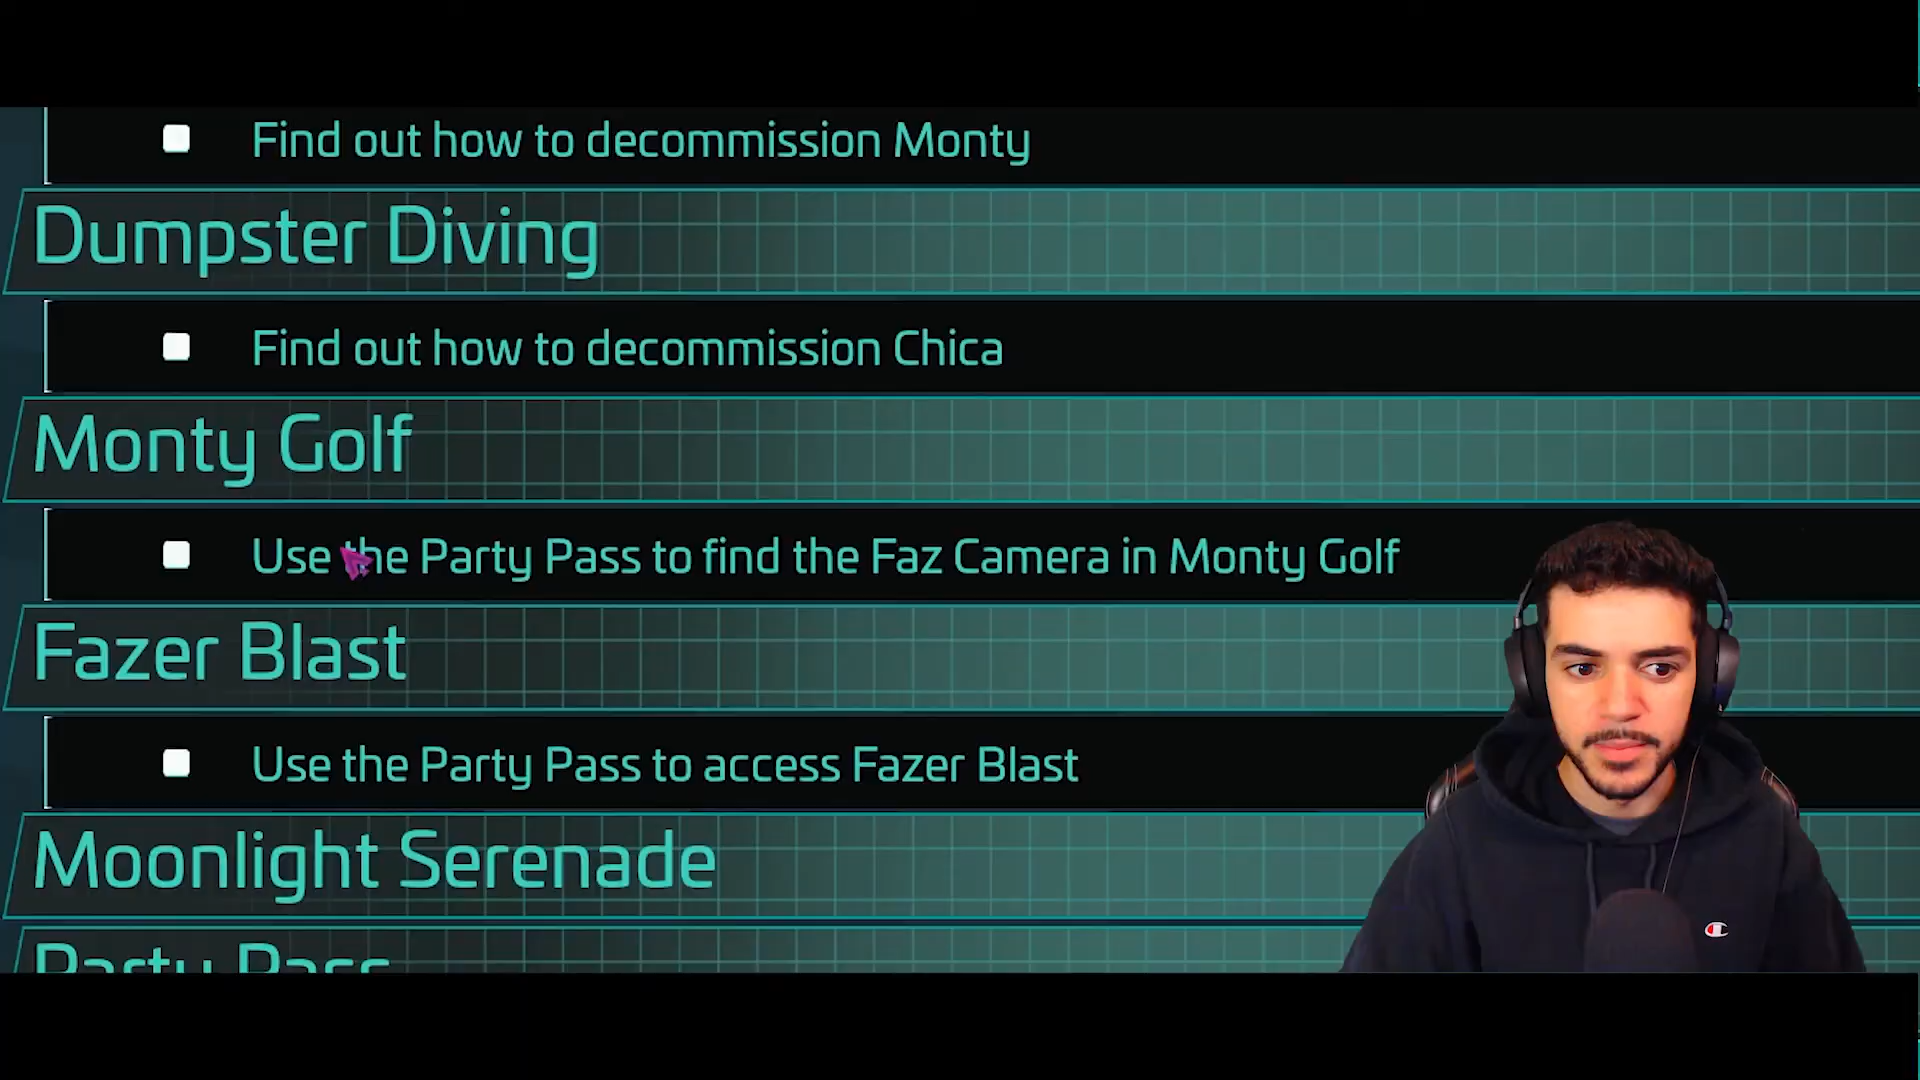 Find out how to decommission Monty
Dumpster Diving
Find out how to decommission Chica
Monty Golf
Use the Party Pass to find the Faz Camera in Monty Golf
Fazer Blast
Use the Party Pass to access Fazer Blast
Moonlight Serenade
Party Pass